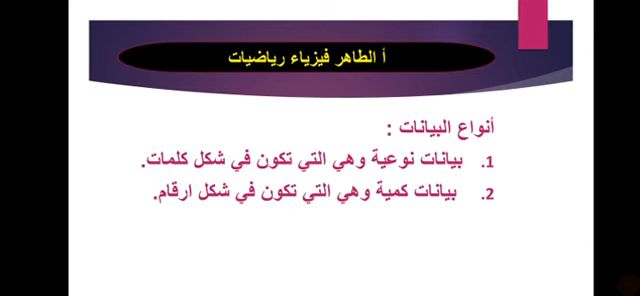 أ الطاهر فيزياء رياضيات
أنواع البيانات :
1. بيانات نوعية وهي التي تكون في شكل كلمات.
2. بيانات كمية وهي التي تكون في شكل ارقام.